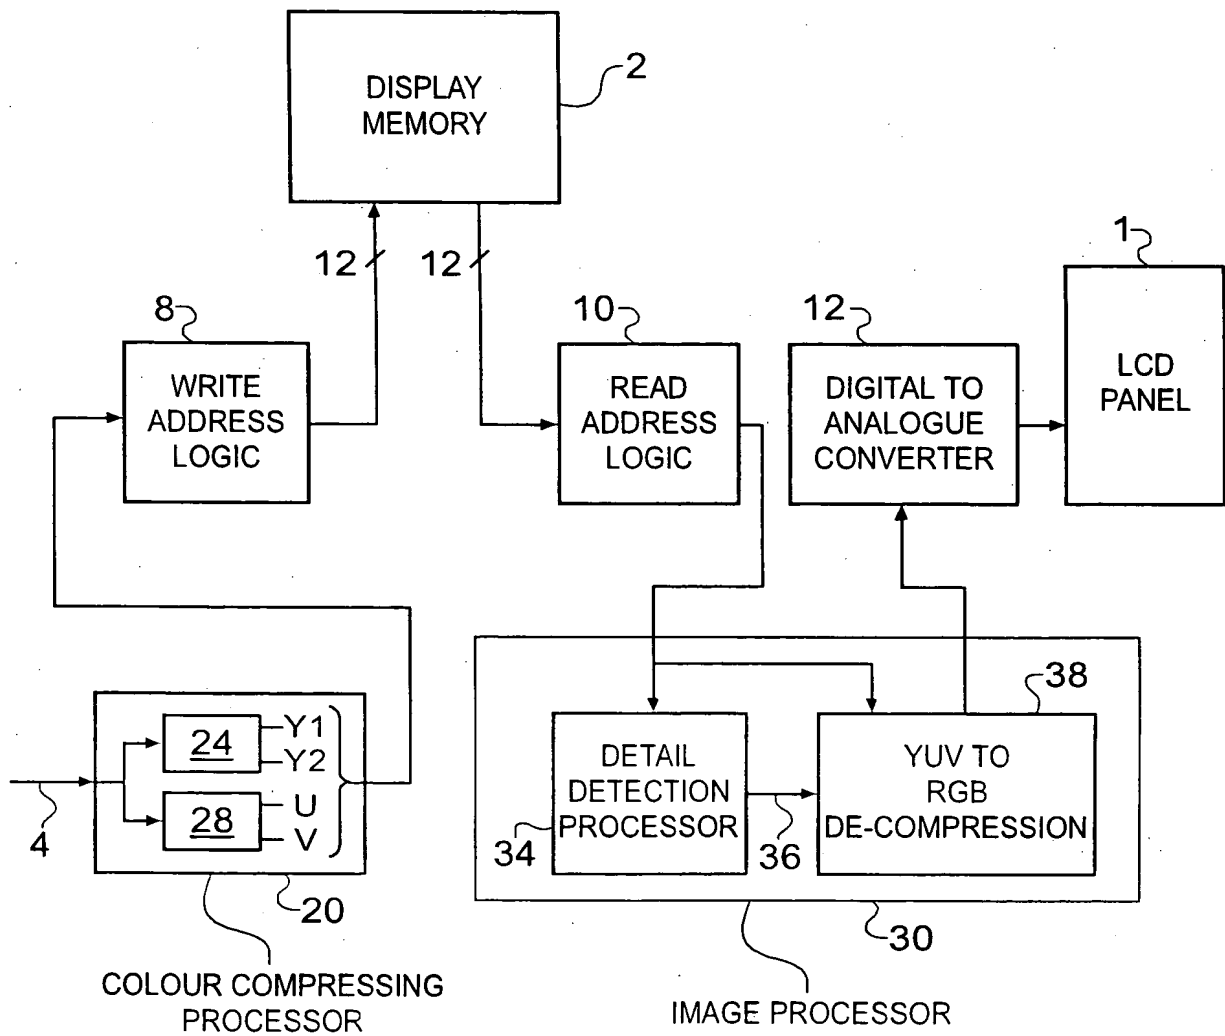 DISPLAY
MEMORY
2
12
12
1
8
10
12
WRITE
ADDRESS
LOGIC
READ
ADDRESS
LOGIC
DIGITAL TO
ANALOGUE
CONVERTER
LCD
PANEL
4
24
Y1
Y2
28
U
V
20
COLOUR COMPRESSING
PROCESSOR
DETAIL
DETECTION
PROCESSOR
34
36
38
YUV TO
RGB
DE-COMPRESSION
30
IMAGE PROCESSOR